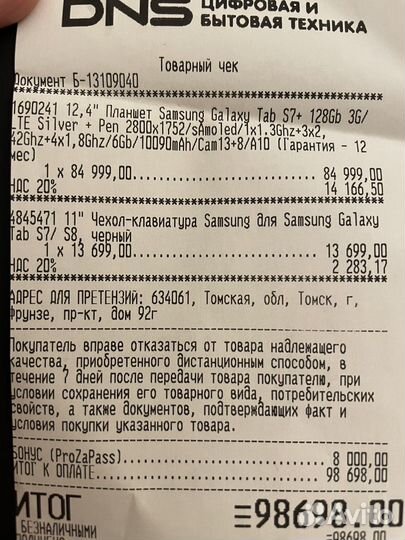 DNS ЦИФРОВАЯ И
БЫТОВАЯ ТЕХНИКА
Товарный чек
Документ Б-13109040
1690241 12,4" Планшет Samsung Galaxy Tab S7+ 128Gb 3G/
LTE Silver + Pen 2800x1752/sAmoled/1x1.3Ghz+3x2,
42Ghz+4x1,8Ghz/6Gb/10090mAh/Cam13+8/A10 (Гарантия - 12
мес)
1 x 84 999,00 84 999,00
НДС 20% 14 166,50
4845471 11" Чехол-клавиатура Samsung для Samsung Galaxy
Tab S7/ S8, черный
1 x 13 699,00 13 699,00
НДС 20% 2 283,17
АДРЕС ДЛЯ ПРЕТЕНЗИЙ: 634061, Томская, обл, Томск, г,
Фрунзе, пр-кт, дом 92г
Покупатель вправе отказаться от товара надлежащего
качества, приобретенного дистанционным способом, в
течение 7 дней после передачи товара покупателю, при
условии сохранения его товарного вида, потребительских
свойств, а также документов, подтверждающих факт и
условия покупки указанного товара.
БОНУС (ProZaPass) 8 000,00
ИТОГ К ОПЛАТЕ 98 698,00
ИТОГ ≡98698.00
БЕЗНАЛИЧНЫМИ ≡98698.00
ПОЛУЧЕНО
Avito